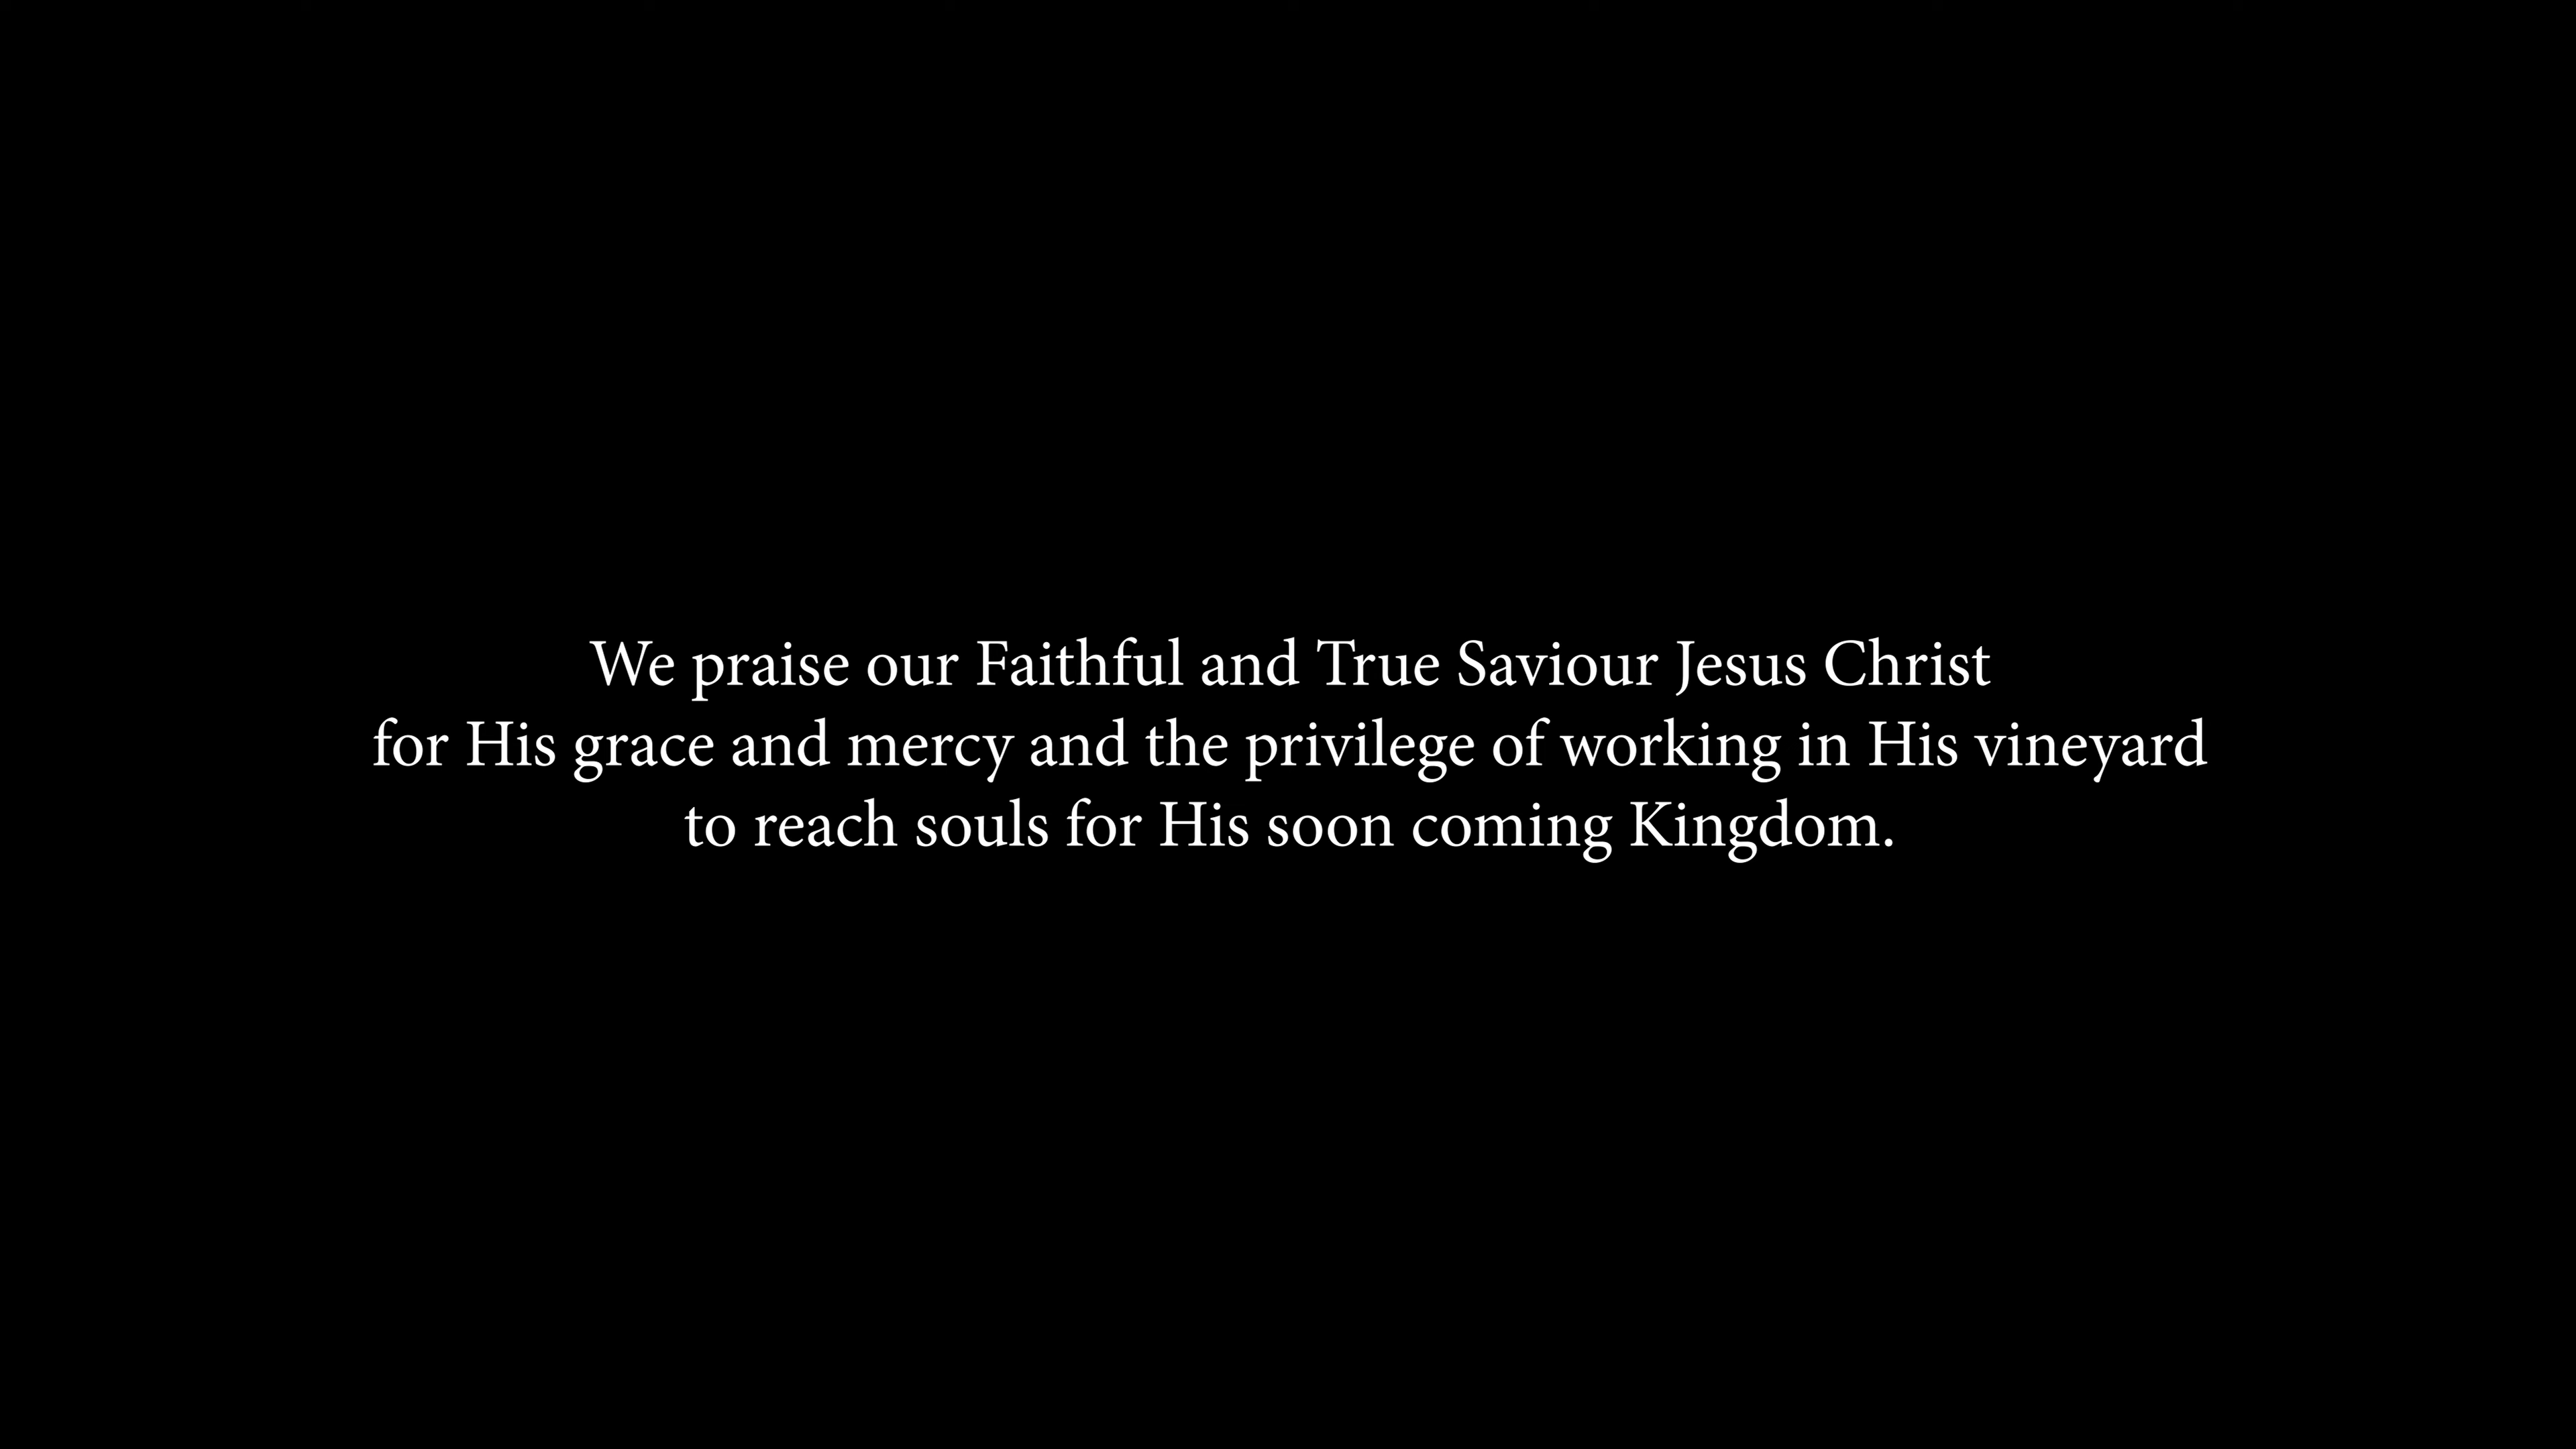 We praise our Faithful and True Saviour Jesus Christ
for His grace and mercy and the privilege of working in His vineyard
to reach souls for His soon coming Kingdom.